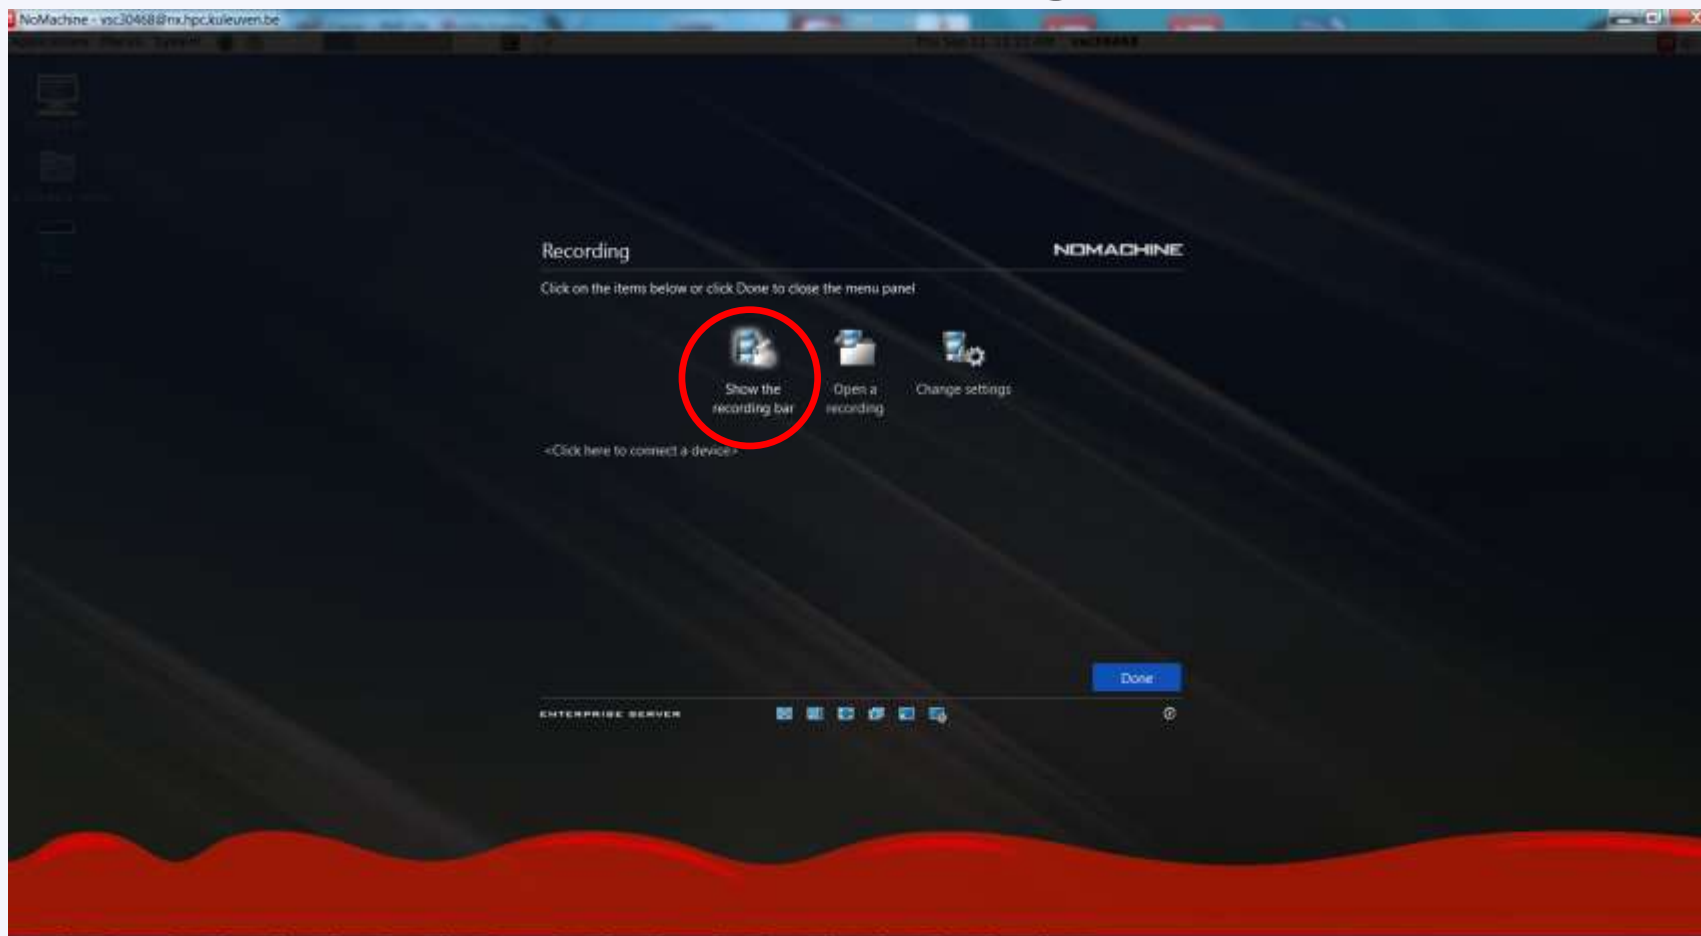 NoMachine - vsc30468@nx.hpc.kuleuven.be
Recording
NOMACHINE
Click on the items below or click Done to close the menu panel
Show the
recording bar
Open a
recording
Change settings
<Click here to connect a device>
Done
ENTERPRISE SERVER